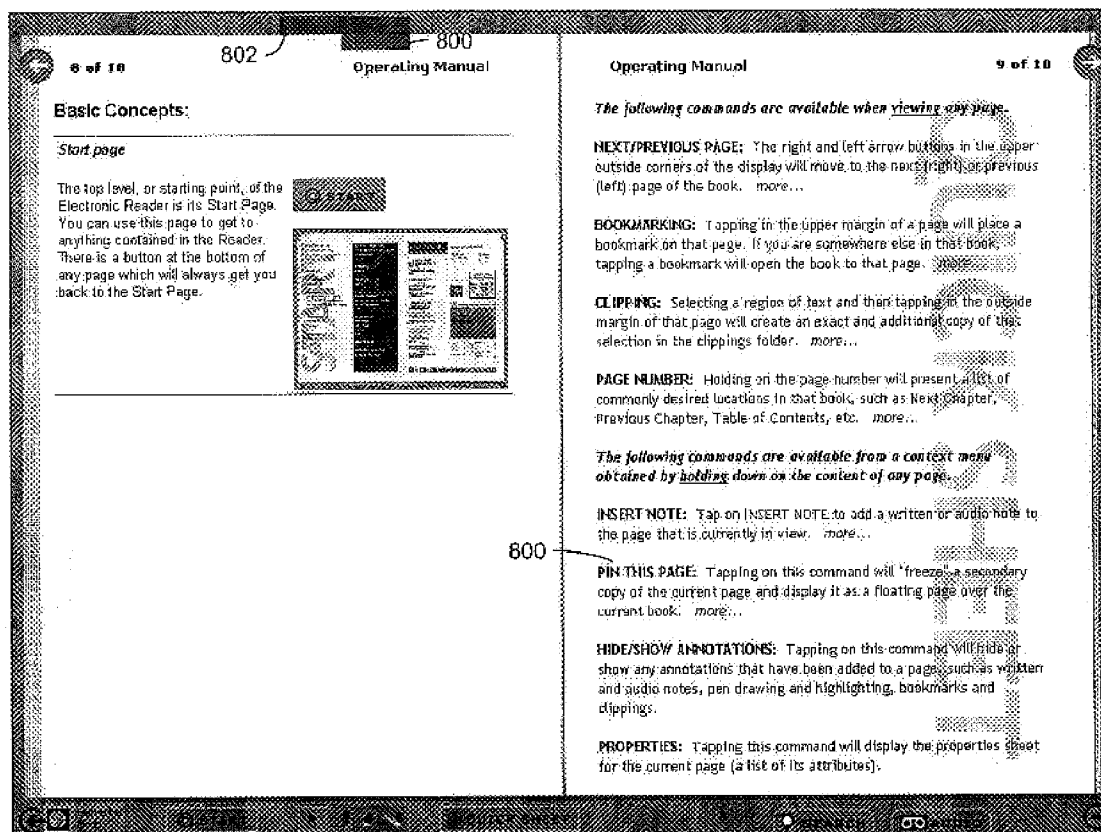 802
800
8 of 10
Operating Manual
Basic Concepts:
Start page
The top level, or starting point, of the
Electronic Reader is its Start Page.
You can use this page to get to
anything contained in the Reader.
There is a button at the bottom of
any page which will always get you
back to the Start Page.
START
START
Operating Manual
9 of 10
The following commands are available when viewing any page.
NEXT/PREVIOUS PAGE: The right and left arrow buttons in the upper
outside corners of the display will move to the next (right) or previous
(left) page of the book. more...
BOOKMARKING: Tapping in the upper margin of a page will place a
bookmark on that page. If you are somewhere else in that book,
tapping a bookmark will open the book to that page. more...
CLIPPING: Selecting a region of text and then tapping in the outside
margin of that page will create an exact and additional copy of that
selection in the clippings folder. more...
PAGE NUMBER: Holding on the page number will present a list of
commonly desired locations in that book, such as Next Chapter,
Previous Chapter, Table of Contents, etc. more...
The following commands are available from a context menu
obtained by holding down on the content of any page.
INSERT NOTE: Tap on INSERT NOTE to add a written or audio note to
the page that is currently in view. more...
800
PIN THIS PAGE: Tapping on this command will "freeze" a secondary
copy of the current page and display it as a floating page over the
current book. more...
HIDE/SHOW ANNOTATIONS: Tapping on this command will hide or
show any annotations that have been added to a page, such as written
and audio notes, pen drawing and highlighting, bookmarks and
clippings.
PROPERTIES: Tapping this command will display the properties sheet
for the current page (a list of its attributes).
QUICK SHEET
START
QUICK SHEET
SEARCH
AUDIO